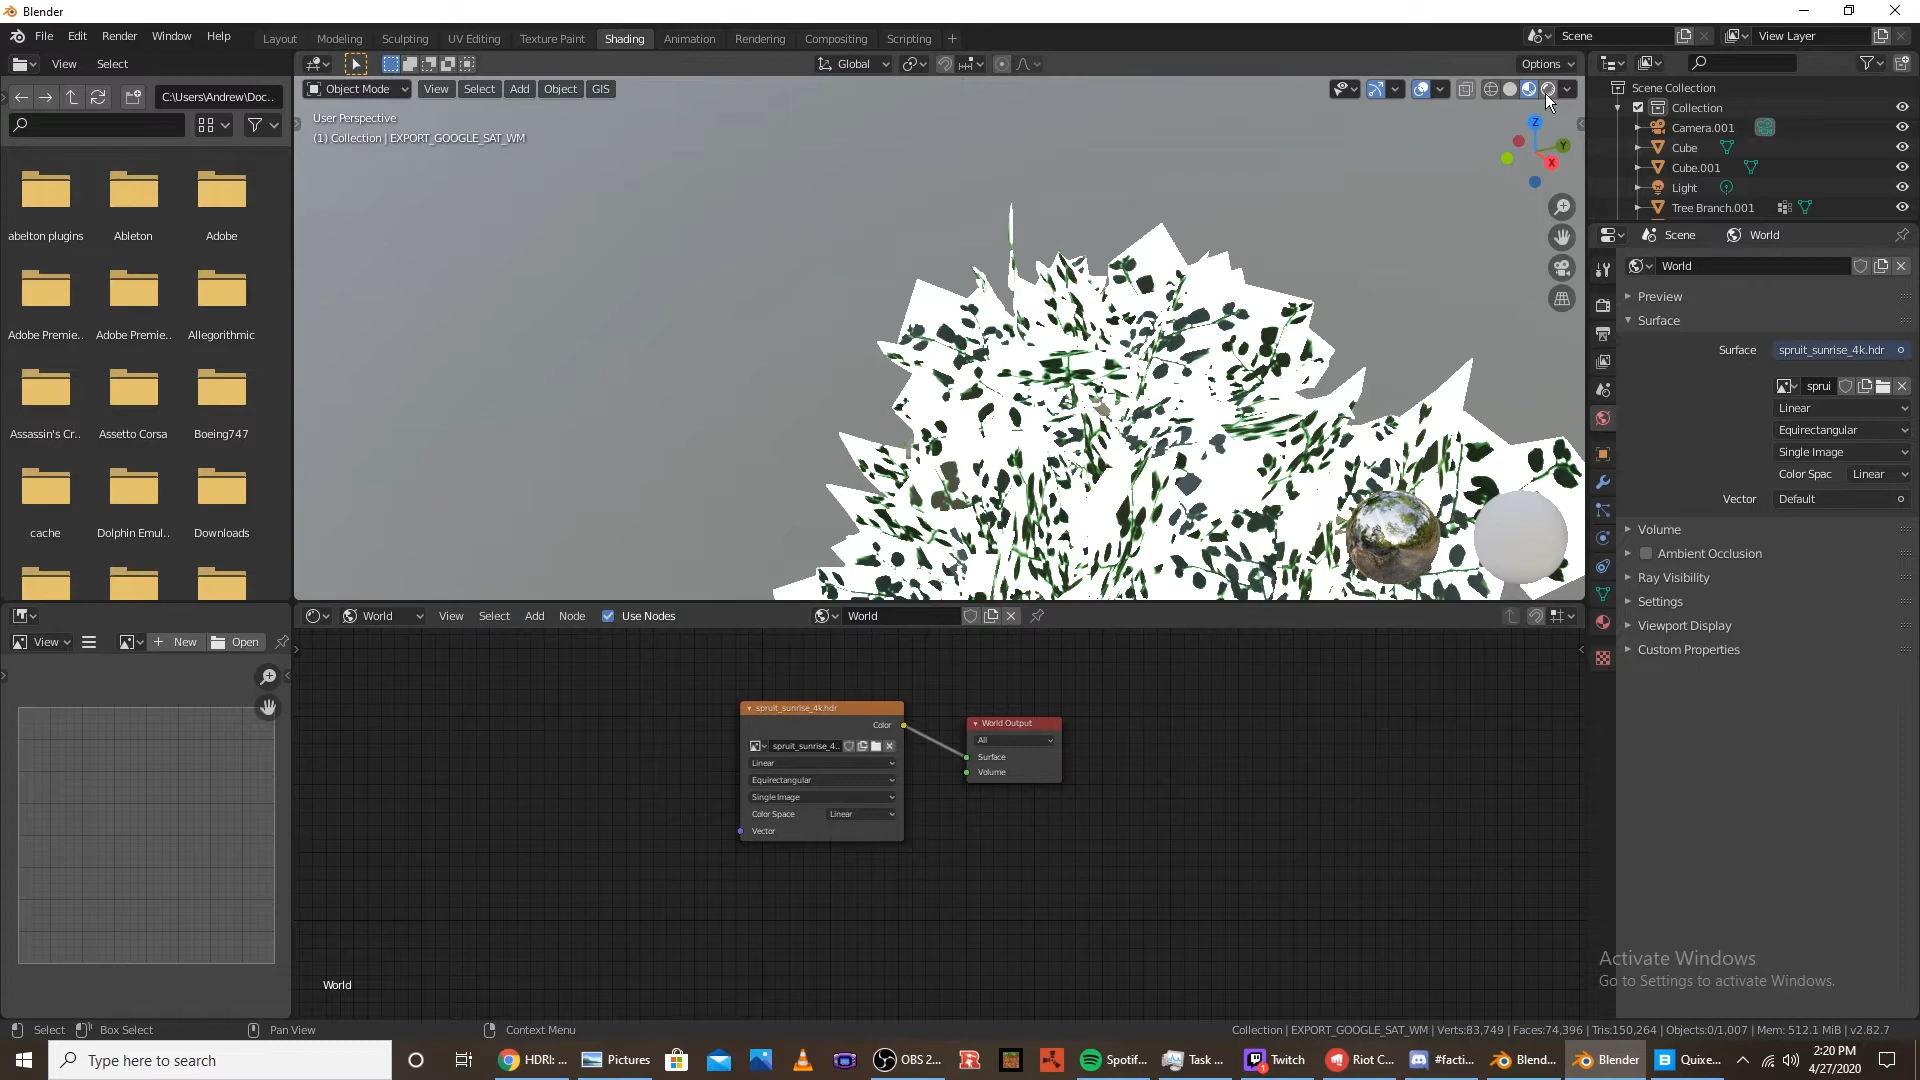 Blender
File Edit Render Window Help
Layout Modeling Sculpting UV Editing Texture Paint Shading Animation Rendering Compositing Scripting +
Scene
View Layer
View Select
Global
Options
C:\Users\Andrew\Doc..
Object Mode View Select Add Object GIS
User Perspective
(1) Collection | EXPORT_GOOGLE_SAT_WM
Z
Y
X
Scene Collection
Collection
Camera.001
Cube
Cube.001
Light
Tree Branch.001
abelton plugins Ableton Adobe
Adobe Premie.. Adobe Premie.. Allegorithmic
Assassin's Cr.. Assetto Corsa Boeing747
cache Dolphin Emul.. Downloads
Scene World
World
Preview
Surface
Surface spruit_sunrise_4k.hdr
sprui
Linear
Equirectangular
Single Image
Color Spac Linear
Vector Default
Volume
Ambient Occlusion
Ray Visibility
Settings
Viewport Display
Custom Properties
View New Open
World View Select Add Node Use Nodes World
spruit_sunrise_4k.hdr
Color
spruit_sunrise_4..
Linear
Equirectangular
Single Image
Color Space Linear
Vector
World Output
All
Surface
Volume
World
Activate Windows
Go to Settings to activate Windows.
Select Box Select Pan View Context Menu
Collection | EXPORT_GOOGLE_SAT_WM | Verts:83,749 | Faces:74,396 | Tris:150,264 | Objects:0/1,007 | Mem: 512.1 MiB | v2.82.7
Type here to search
HDRI: ... Pictures OBS 2... Spotif... Task ... Twitch Riot C... #facti... Blend... Blender Quixe...
2:20 PM
4/27/2020